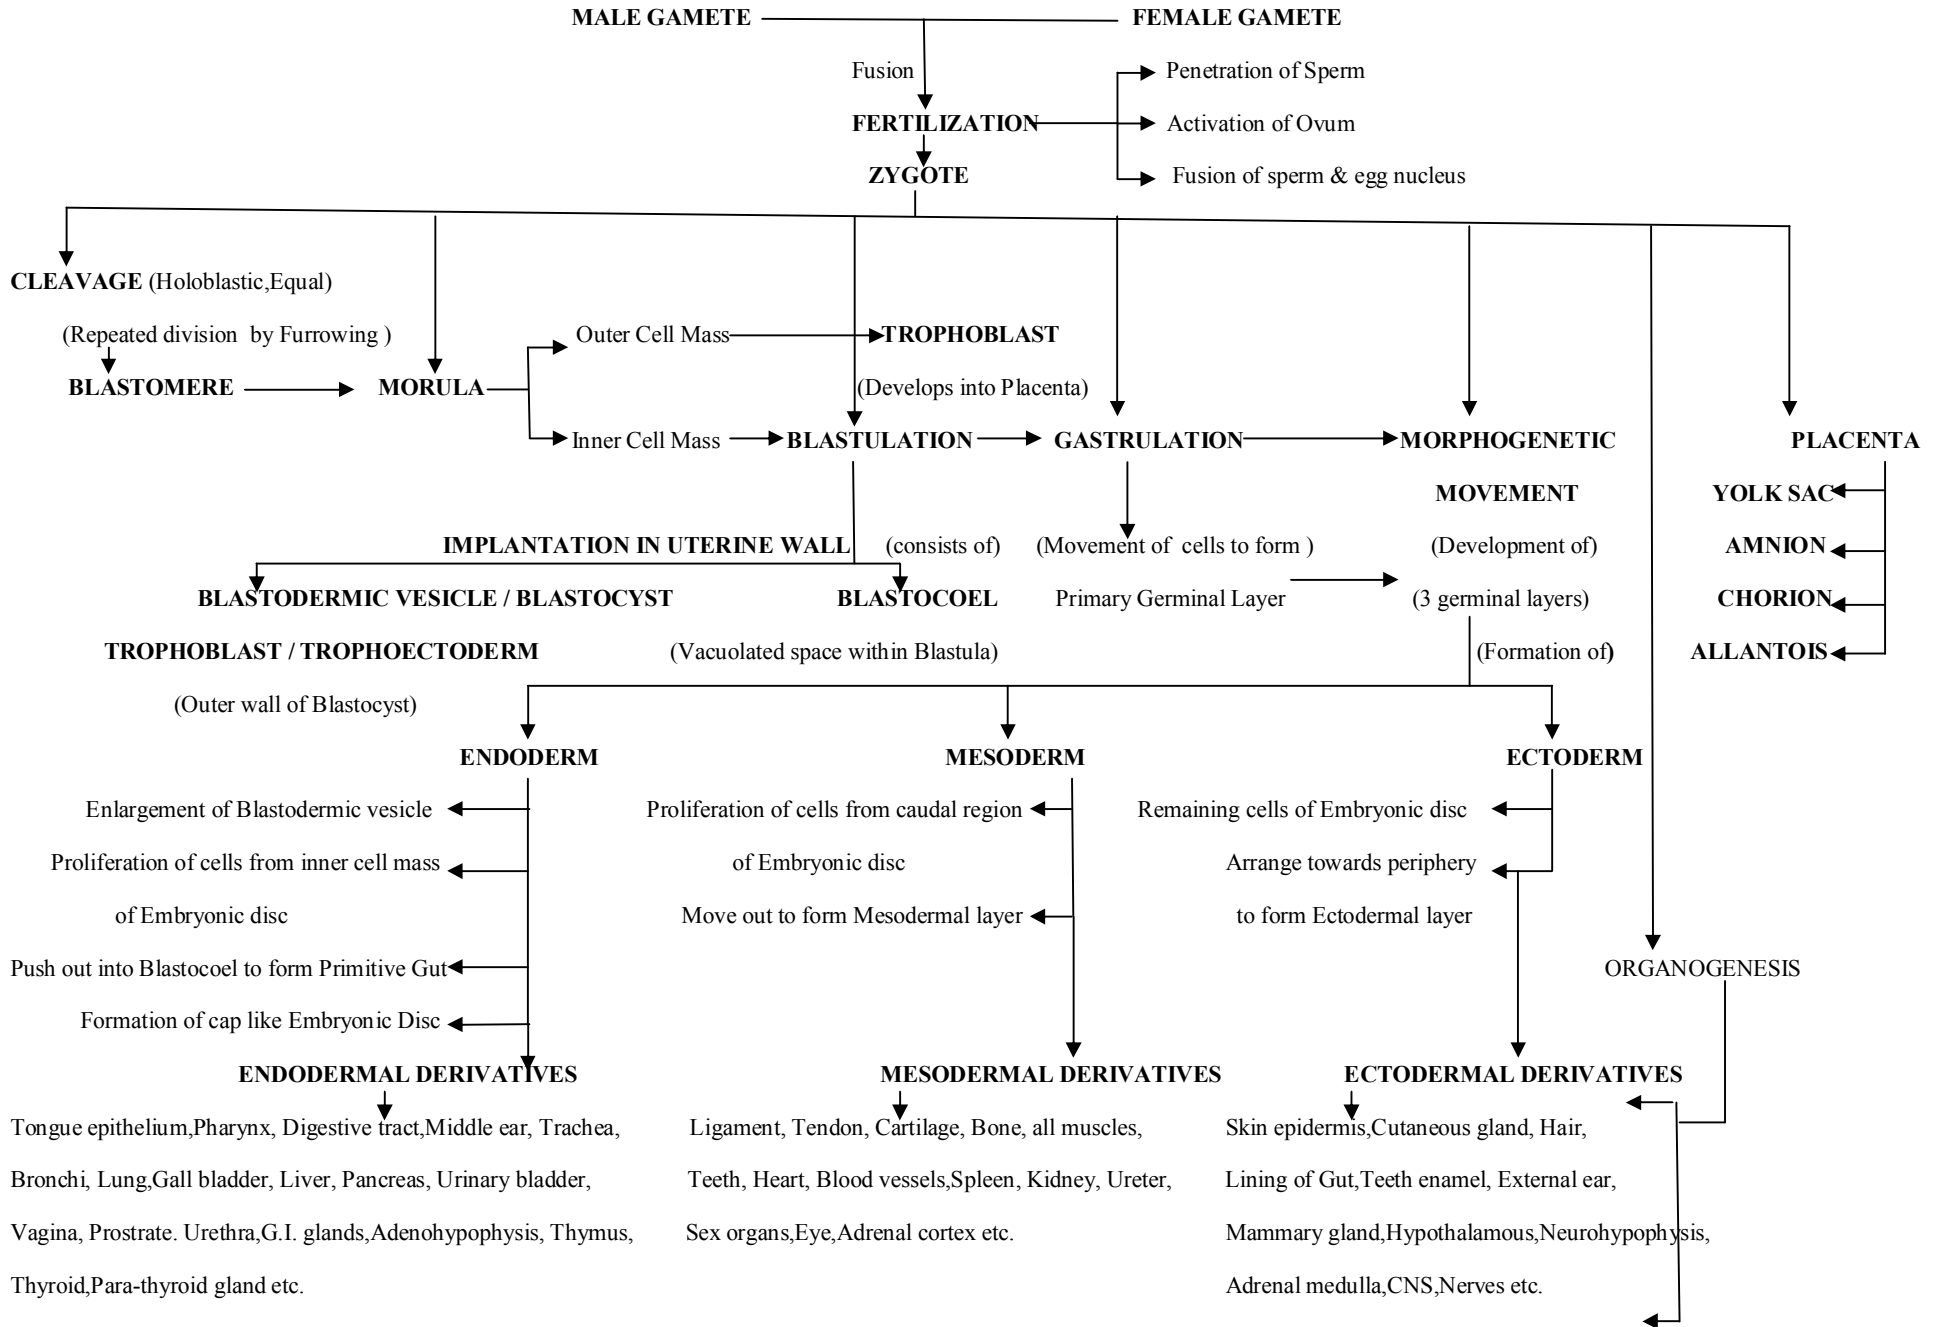 MALE GAMETE FEMALE GAMETE
Fusion Penetration of Sperm
FERTILIZATION Activation of Ovum
ZYGOTE Fusion of sperm & egg nucleus
CLEAVAGE (Holoblastic,Equal)
(Repeated division by Furrowing ) Outer Cell Mass TROPHOBLAST
BLASTOMERE MORULA (Develops into Placenta)
Inner Cell Mass BLASTULATION GASTRULATION MORPHOGENETIC PLACENTA
MOVEMENT YOLK SAC
IMPLANTATION IN UTERINE WALL (consists of) (Movement of cells to form ) (Development of) AMNION
BLASTODERMIC VESICLE / BLASTOCYST BLASTOCOEL Primary Germinal Layer (3 germinal layers) CHORION
TROPHOBLAST / TROPHOECTODERM (Vacuolated space within Blastula) (Formation of) ALLANTOIS
(Outer wall of Blastocyst)
ENDODERM MESODERM ECTODERM
Enlargement of Blastodermic vesicle Proliferation of cells from caudal region Remaining cells of Embryonic disc
Proliferation of cells from inner cell mass of Embryonic disc Arrange towards periphery
of Embryonic disc Move out to form Mesodermal layer to form Ectodermal layer
Push out into Blastocoel to form Primitive Gut ORGANOGENESIS
Formation of cap like Embryonic Disc
ENDODERMAL DERIVATIVES MESODERMAL DERIVATIVES ECTODERMAL DERIVATIVES
Tongue epithelium,Pharynx, Digestive tract,Middle ear, Trachea, Ligament, Tendon, Cartilage, Bone, all muscles, Skin epidermis,Cutaneous gland, Hair,
Bronchi, Lung,Gall bladder, Liver, Pancreas, Urinary bladder, Teeth, Heart, Blood vessels,Spleen, Kidney, Ureter, Lining of Gut,Teeth enamel, External ear,
Vagina, Prostrate. Urethra,G.I. glands,Adenohypophysis, Thymus, Sex organs,Eye,Adrenal cortex etc. Mammary gland,Hypothalamous,Neurohypophysis,
Thyroid,Para-thyroid gland etc. Adrenal medulla,CNS,Nerves etc.